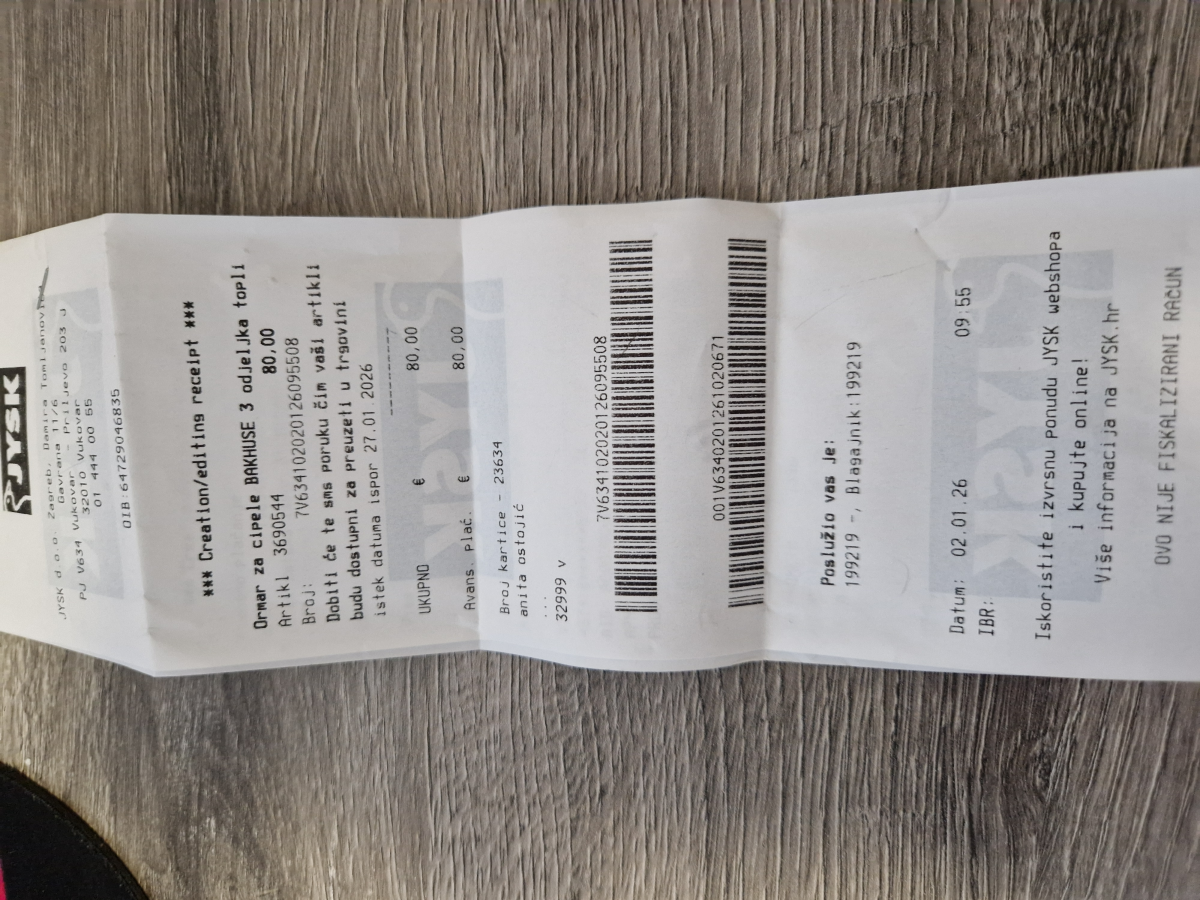 JYSK
JYSK d.o.o. Zagreb, Damira Tomljanovića
Gavrana 11/6
PJ V634 Vukovar - Priljevo 203 J
32010 Vukovar
01 444 00 55
OIB:64729046835
*** Creation/editing receipt ***
Ormar za cipele BAKHUSE 3 odjeljka topli
Artikl 3690544 80,00
Broj: 7V634102020126095508
Dobiti će te sms poruku čim vaši artikli
budu dostupni za preuzeti u trgovini
istek datuma ispor 27.01.2026
----------
UKUPNO € 80,00
Avans. plać. € 80,00
Broj kartice - 23634
anita ostojić
...
32999 v
7V634102020126095508
001V6340201261020671
Poslužio vas je:
199219 -, Blagajnik:199219
Datum: 02.01.26 09:55
IBR:
Iskoristite izvrsnu ponudu JYSK webshopa
i kupujte online!
Više informacija na JYSK.hr
OVO NIJE FISKALIZIRANI RAČUN